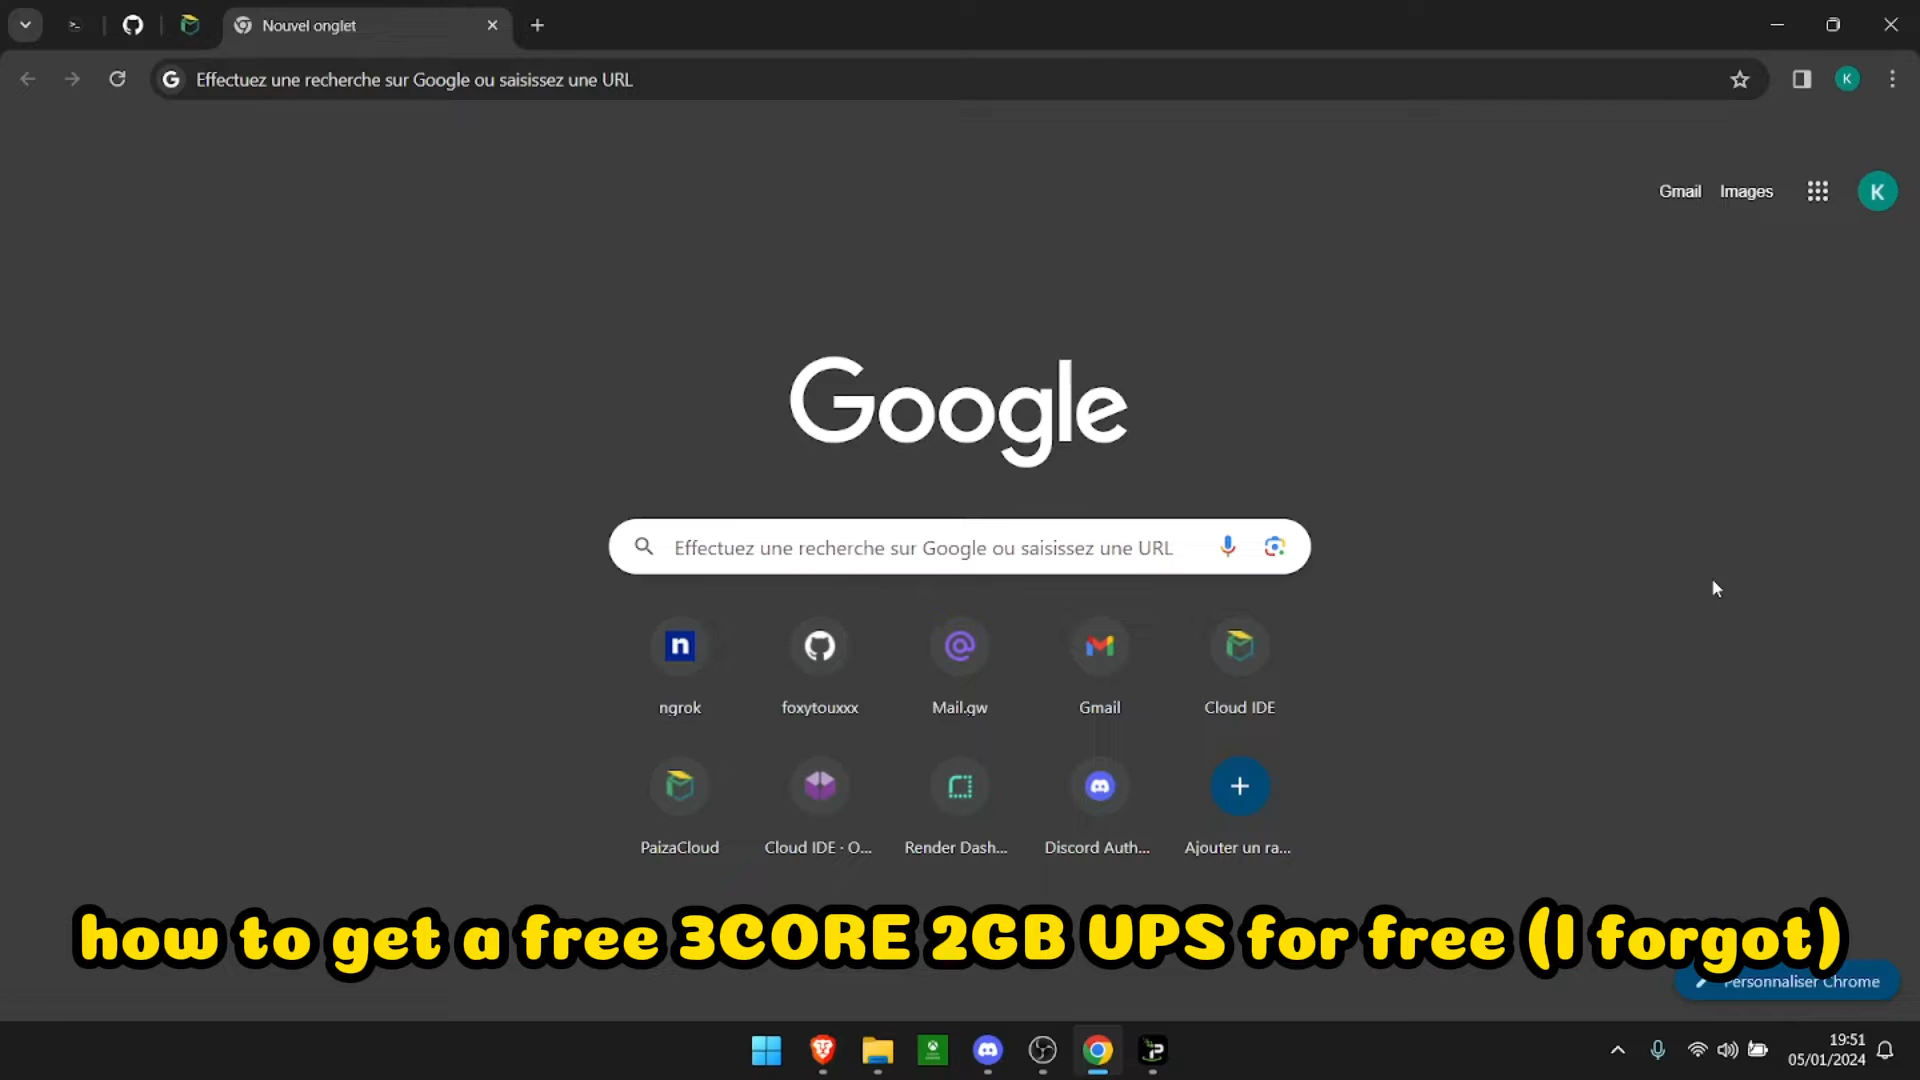 Nouvel onglet
Effectuez une recherche sur Google ou saisissez une URL
K
Gmail Images
K
Google
Effectuez une recherche sur Google ou saisissez une URL
ngrok foxytouxxx Mail.gw Gmail Cloud IDE
PaizaCloud Cloud IDE · O... Render Dash... Discord Auth... Ajouter un ra...
how to get a free 3CORE 2GB UPS for free (I forgot)
Personnaliser Chrome
19:51
05/01/2024